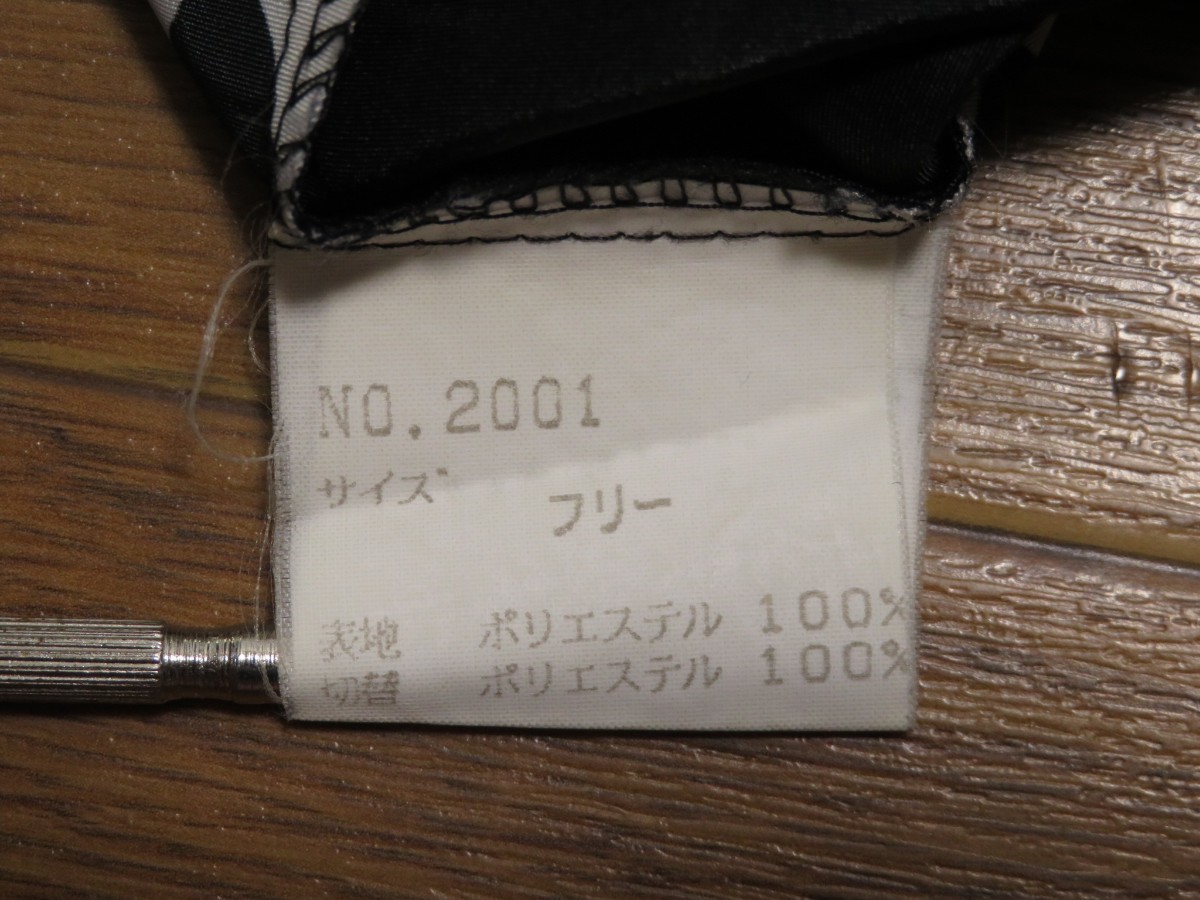 NO.2001
サイズ フリー
表地 ポリエステル 100%
切替 ポリエステル 100%